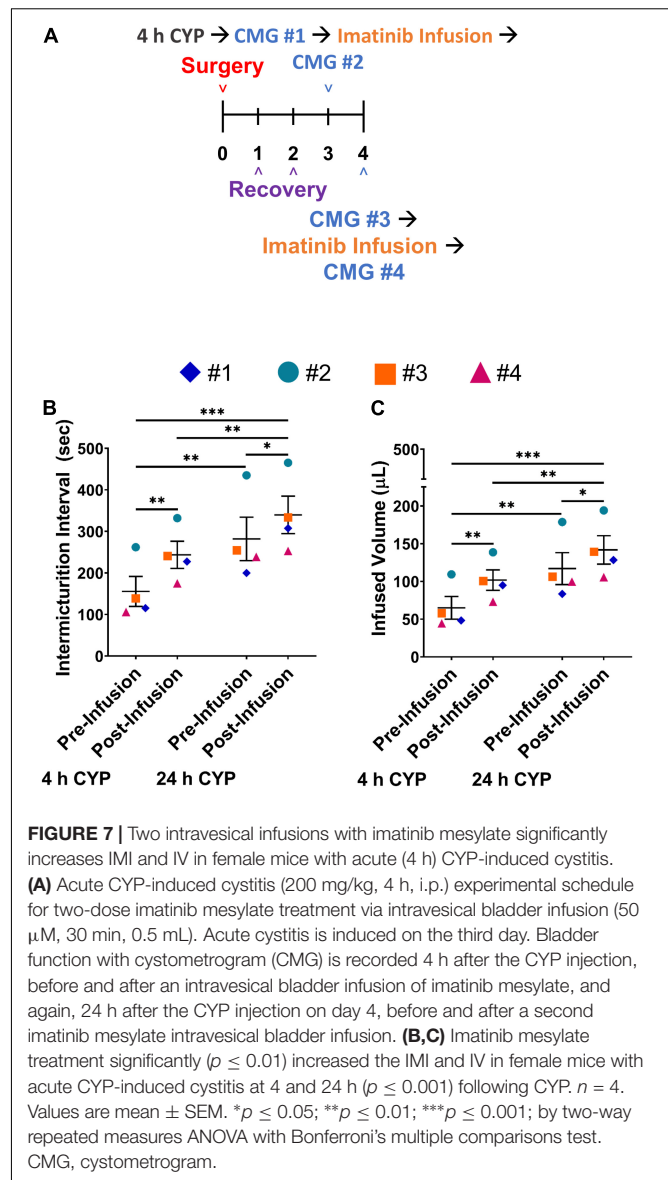 A
4 h CYP → CMG #1 → Imatinib Infusion →
Surgery CMG #2
0 1 2 3 4
Recovery
CMG #3 →
Imatinib Infusion →
CMG #4
#1 #2 #3 #4
B
Intermicturition Interval (sec)
500
400
300
200
100
0
***
**
** *
**
Pre-Infusion Post-Infusion Pre-Infusion Post-Infusion
4 h CYP 24 h CYP
C
Infused Volume (µL)
500
200
150
100
50
0
***
**
** *
**
Pre-Infusion Post-Infusion Pre-Infusion Post-Infusion
4 h CYP 24 h CYP
FIGURE 7 | Two intravesical infusions with imatinib mesylate significantly
increases IMI and IV in female mice with acute (4 h) CYP-induced cystitis.
(A) Acute CYP-induced cystitis (200 mg/kg, 4 h, i.p.) experimental schedule
for two-dose imatinib mesylate treatment via intravesical bladder infusion (50
µM, 30 min, 0.5 mL). Acute cystitis is induced on the third day. Bladder
function with cystometrogram (CMG) is recorded 4 h after the CYP injection,
before and after an intravesical bladder infusion of imatinib mesylate, and
again, 24 h after the CYP injection on day 4, before and after a second
imatinib mesylate intravesical bladder infusion. (B,C) Imatinib mesylate
treatment significantly (p ≤ 0.01) increased the IMI and IV in female mice with
acute CYP-induced cystitis at 4 and 24 h (p ≤ 0.001) following CYP. n = 4.
Values are mean ± SEM. *p ≤ 0.05; **p ≤ 0.01; ***p ≤ 0.001; by two-way
repeated measures ANOVA with Bonferroni's multiple comparisons test.
CMG, cystometrogram.